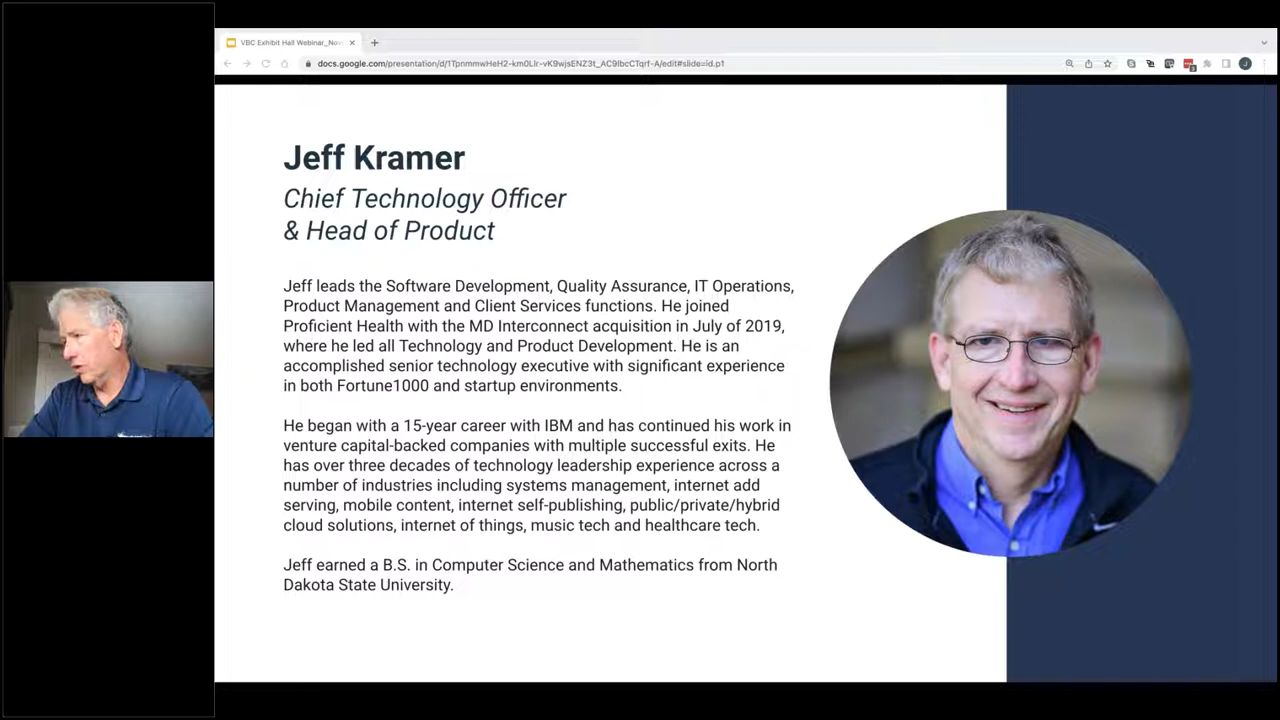 VBC Exhibit Hall Webinar_Nov
docs.google.com/presentation/d/1TpnmmwHeH2-km0LIr-vK9wjsENZ3t_AC9IbcCTqrf-A/edit#slide=id.p1
Jeff Kramer
Chief Technology Officer
& Head of Product
Jeff leads the Software Development, Quality Assurance, IT Operations,
Product Management and Client Services functions. He joined
Proficient Health with the MD Interconnect acquisition in July of 2019,
where he led all Technology and Product Development. He is an
accomplished senior technology executive with significant experience
in both Fortune1000 and startup environments.
He began with a 15-year career with IBM and has continued his work in
venture capital-backed companies with multiple successful exits. He
has over three decades of technology leadership experience across a
number of industries including systems management, internet add
serving, mobile content, internet self-publishing, public/private/hybrid
cloud solutions, internet of things, music tech and healthcare tech.
Jeff earned a B.S. in Computer Science and Mathematics from North
Dakota State University.